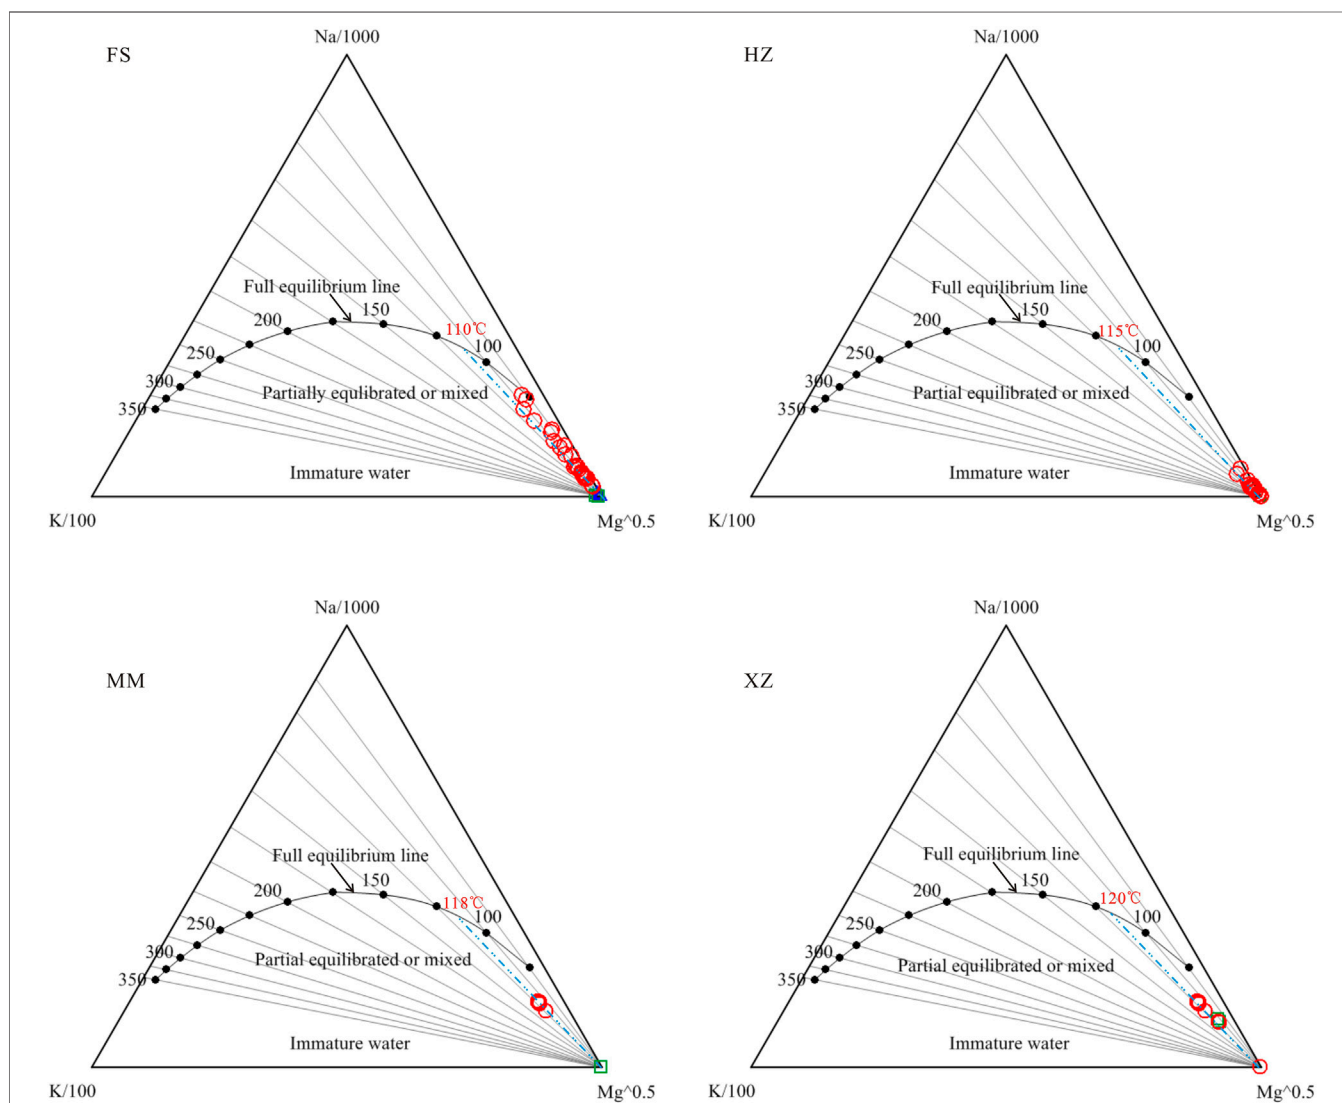 FS
Na/1000
Full equilibrium line
150
200
110℃
100
250
300
350
Partially equlibrated or mixed
Immature water
K/100
Mg^0.5
HZ
Na/1000
Full equilibrium line
150
200
115℃
100
250
300
350
Partial equilibrated or mixed
Immature water
K/100
Mg^0.5
MM
Na/1000
Full equilibrium line
150
200
118℃
100
250
300
350
Partial equilibrated or mixed
Immature water
K/100
Mg^0.5
XZ
Na/1000
Full equilibrium line
150
200
120℃
100
250
300
350
Partial equilibrated or mixed
Immature water
K/100
Mg^0.5